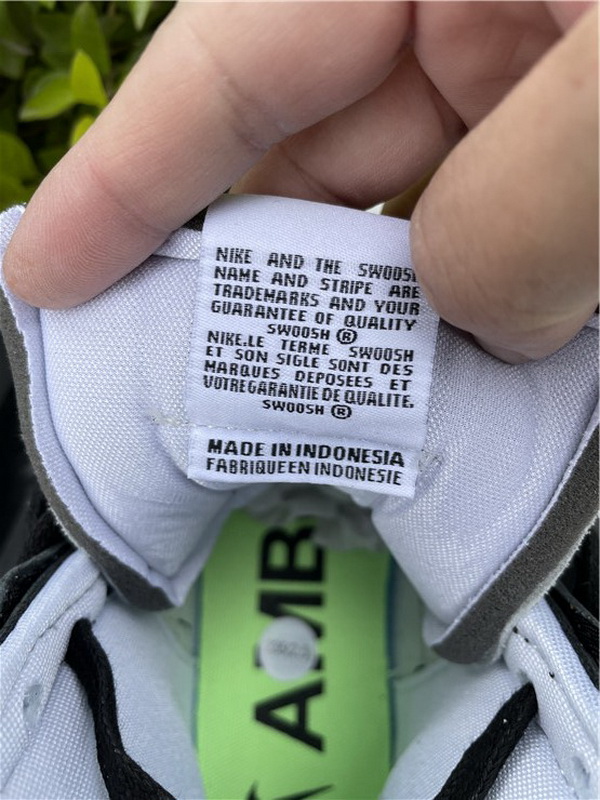 NIKE AND THE SWOOSH
NAME AND STRIPE ARE
TRADEMARKS AND YOUR
GUARANTEE OF QUALITY
SWOOSH ®
NIKE.LE TERME SWOOSH
ET SON SIGLE SONT DES
MARQUES DEPOSEES ET
VOTREGARANTIE DE QUALITE.
SWOOSH ®
MADE IN INDONESIA
FABRIQUEEN INDONESIE
AMB